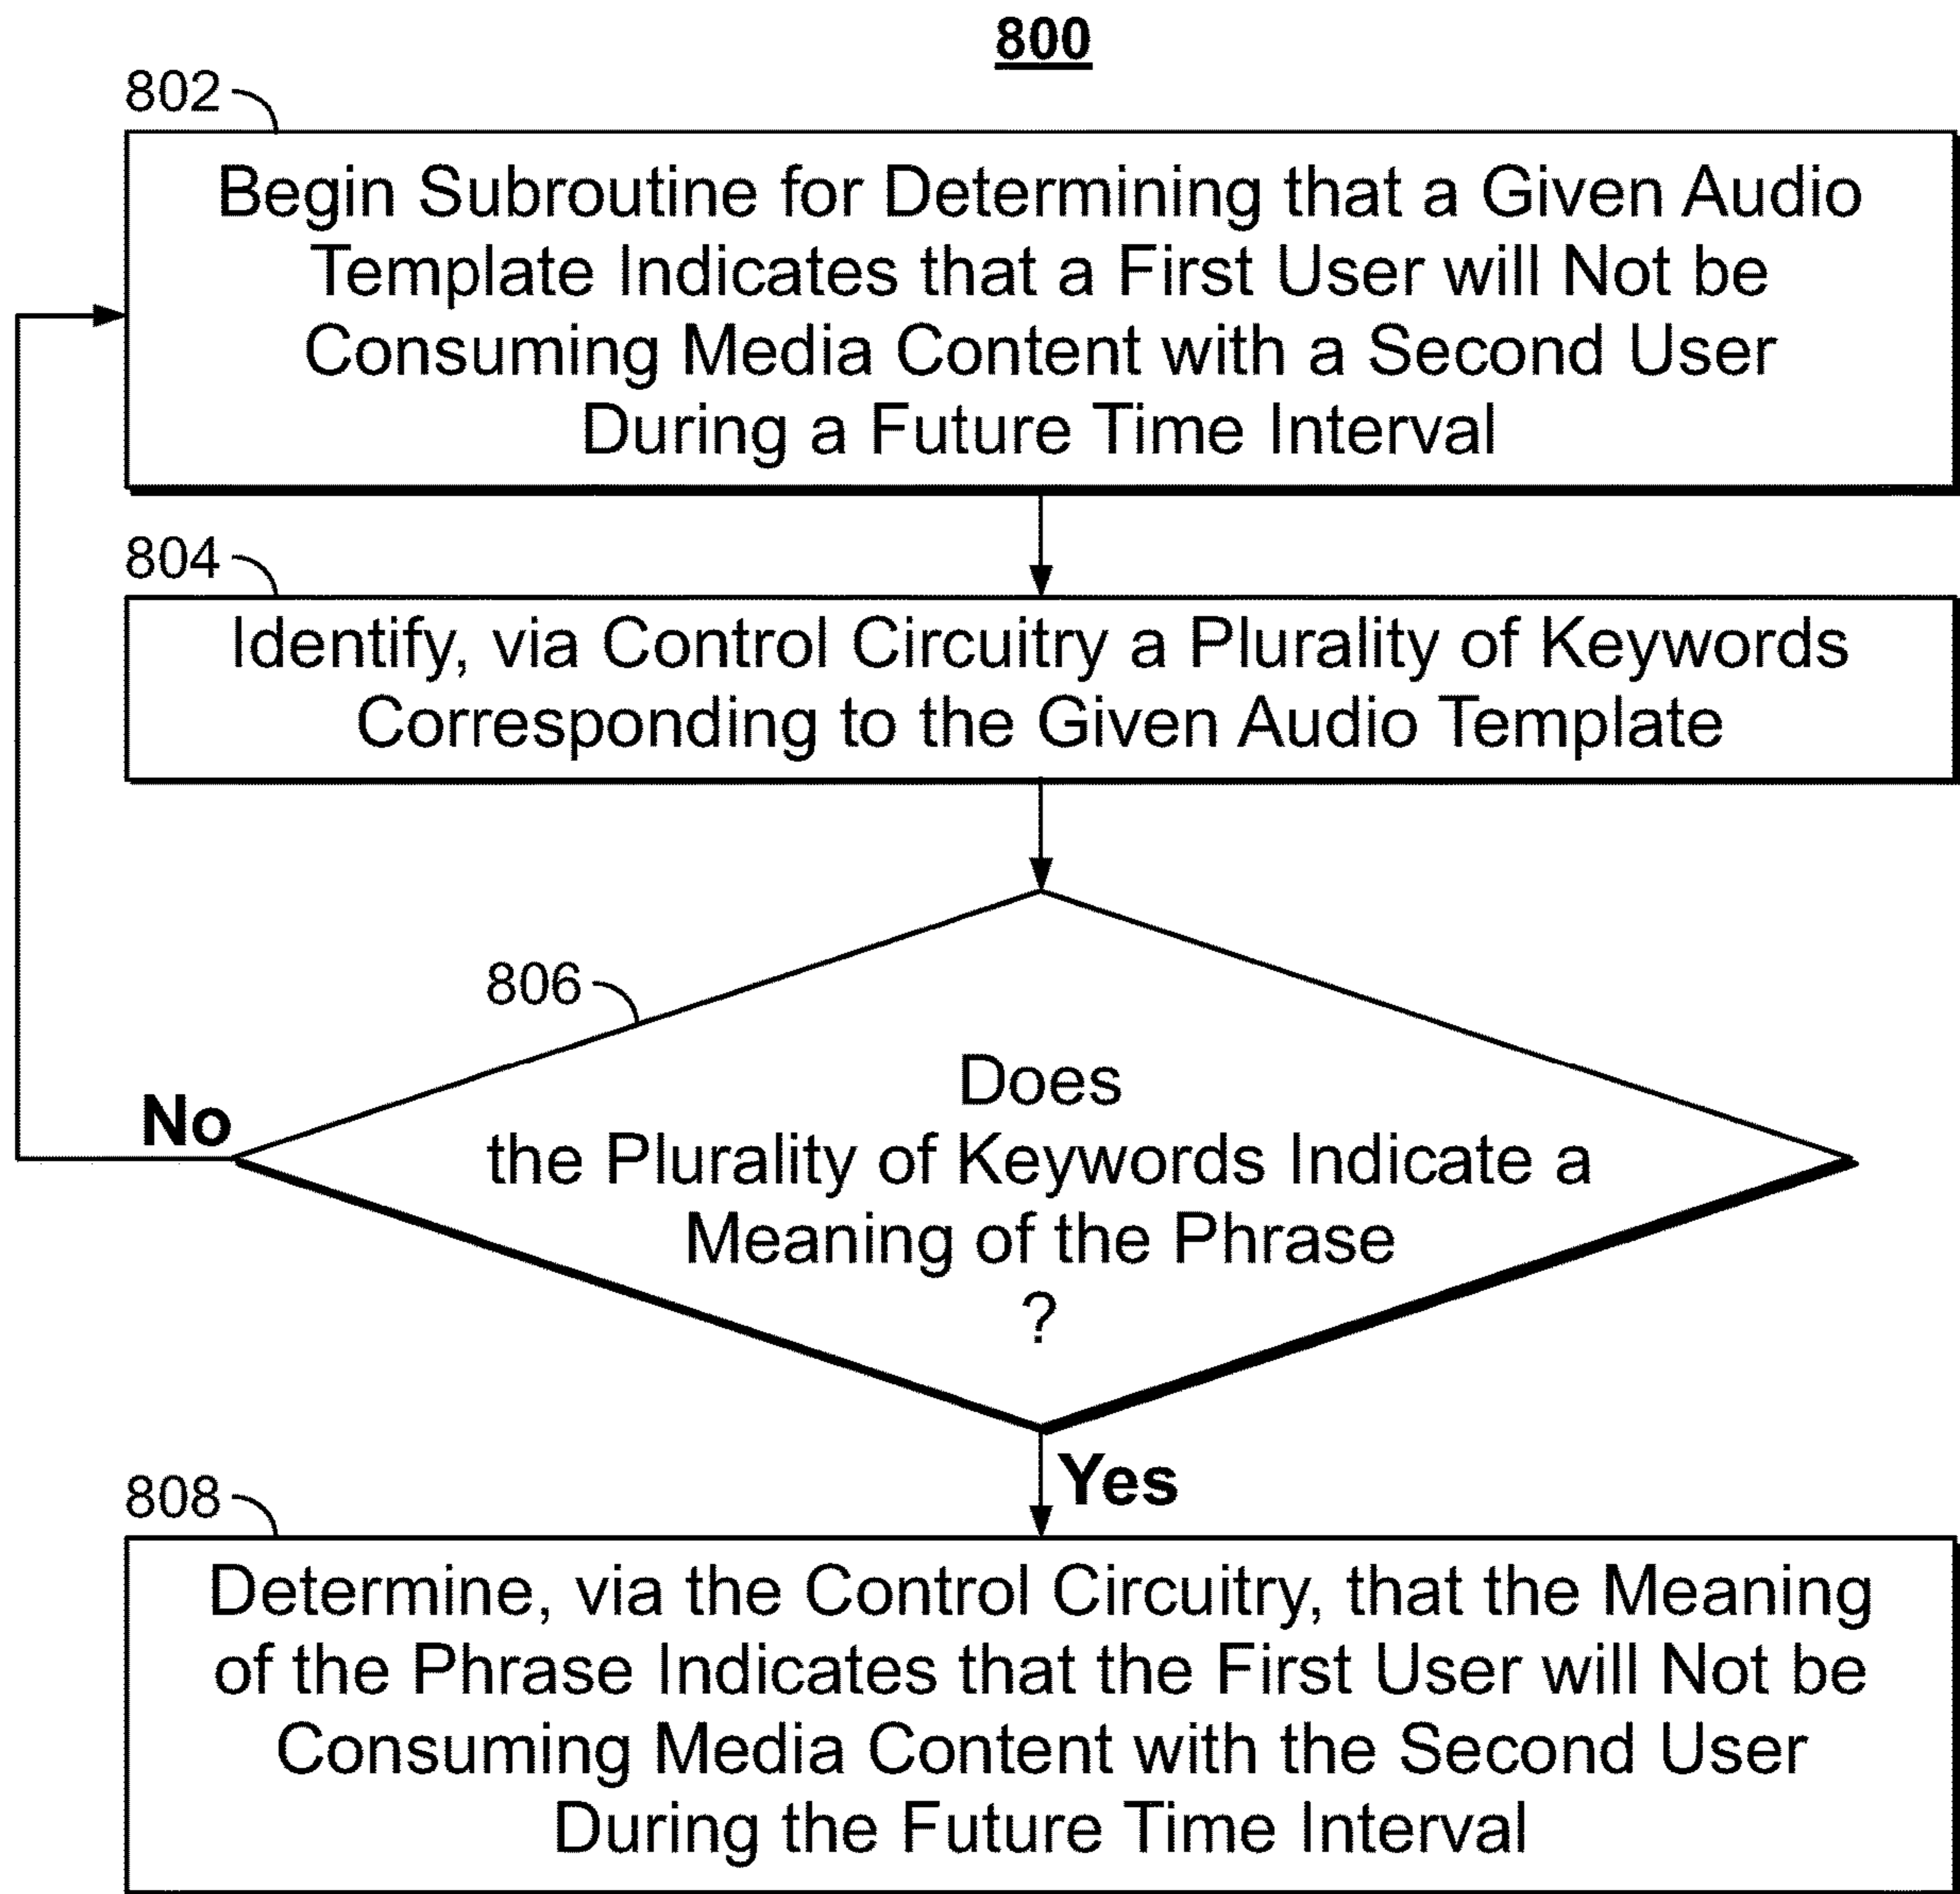 800
802
Begin Subroutine for Determining that a Given Audio
Template Indicates that a First User will Not be
Consuming Media Content with a Second User
During a Future Time Interval
804
Identify, via Control Circuitry a Plurality of Keywords
Corresponding to the Given Audio Template
806
Does
the Plurality of Keywords Indicate a
Meaning of the Phrase
?
No
Yes
808
Determine, via the Control Circuitry, that the Meaning
of the Phrase Indicates that the First User will Not be
Consuming Media Content with the Second User
During the Future Time Interval